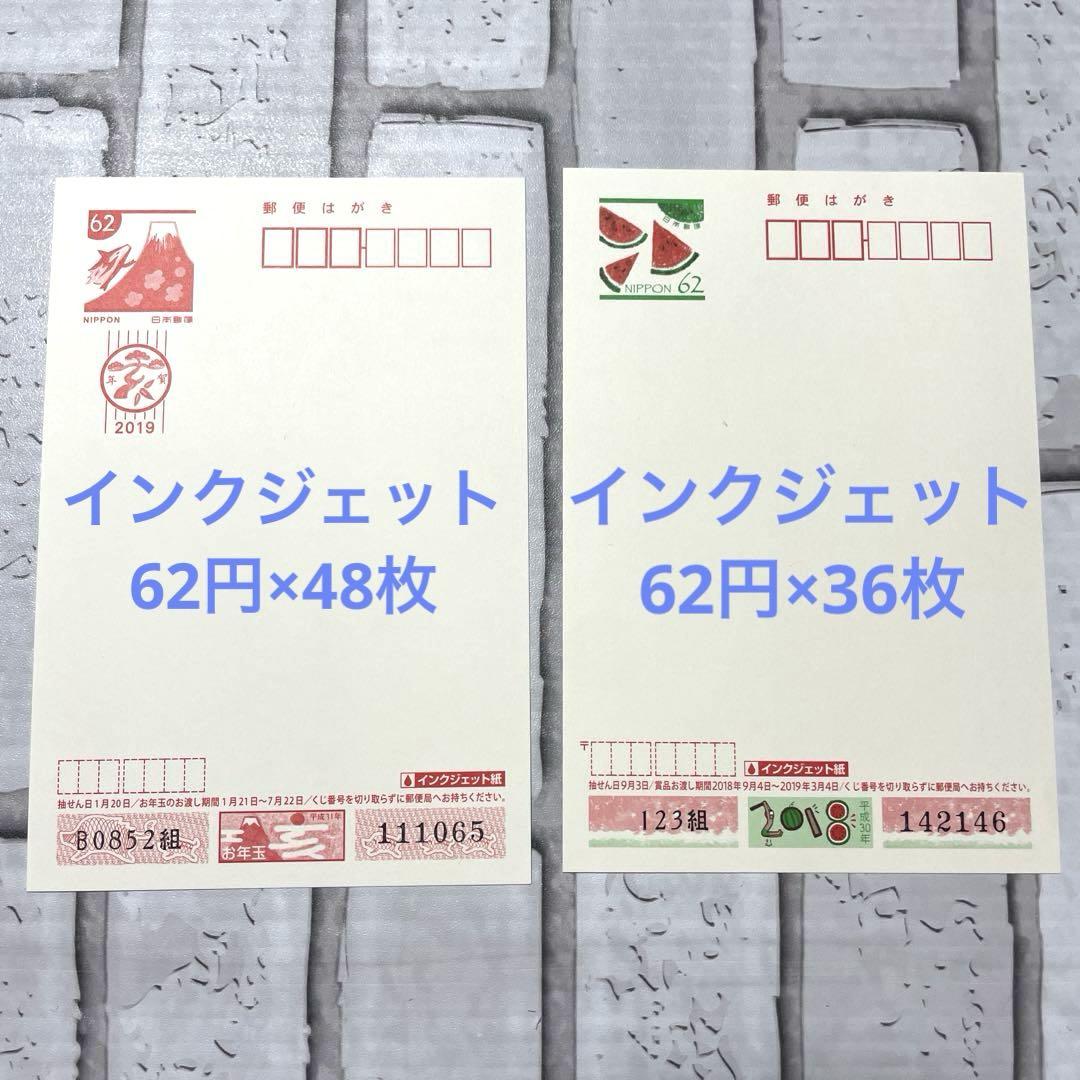 郵便はがき
62
NIPPON 日本郵便
年賀
2019
インクジェット
62円×48枚
インクジェット紙
抽せん日1月20日/お年玉のお渡し期間1月21日~7月22日/くじ番号を切り取らずに郵便局へお持ちください。
B0852組
平成31年
お年玉
111065
郵便はがき
日本郵便
NIPPON 62
インクジェット
62円×36枚
〒
インクジェット紙
抽せん日9月3日/賞品お渡し期間2018年9月4日~2019年3月4日/くじ番号を切り取らずに郵便局へお持ちください。
123組
2018
平成30年
142146